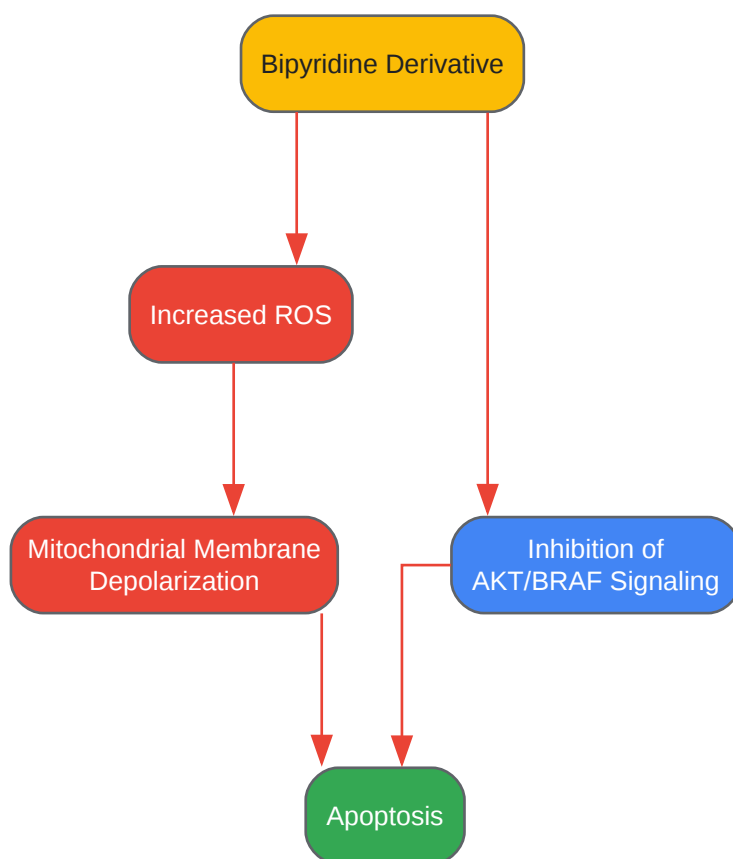 Bipyridine Derivative
Increased ROS
Mitochondrial Membrane
Depolarization
Inhibition of
AKT/BRAF Signaling
Apoptosis